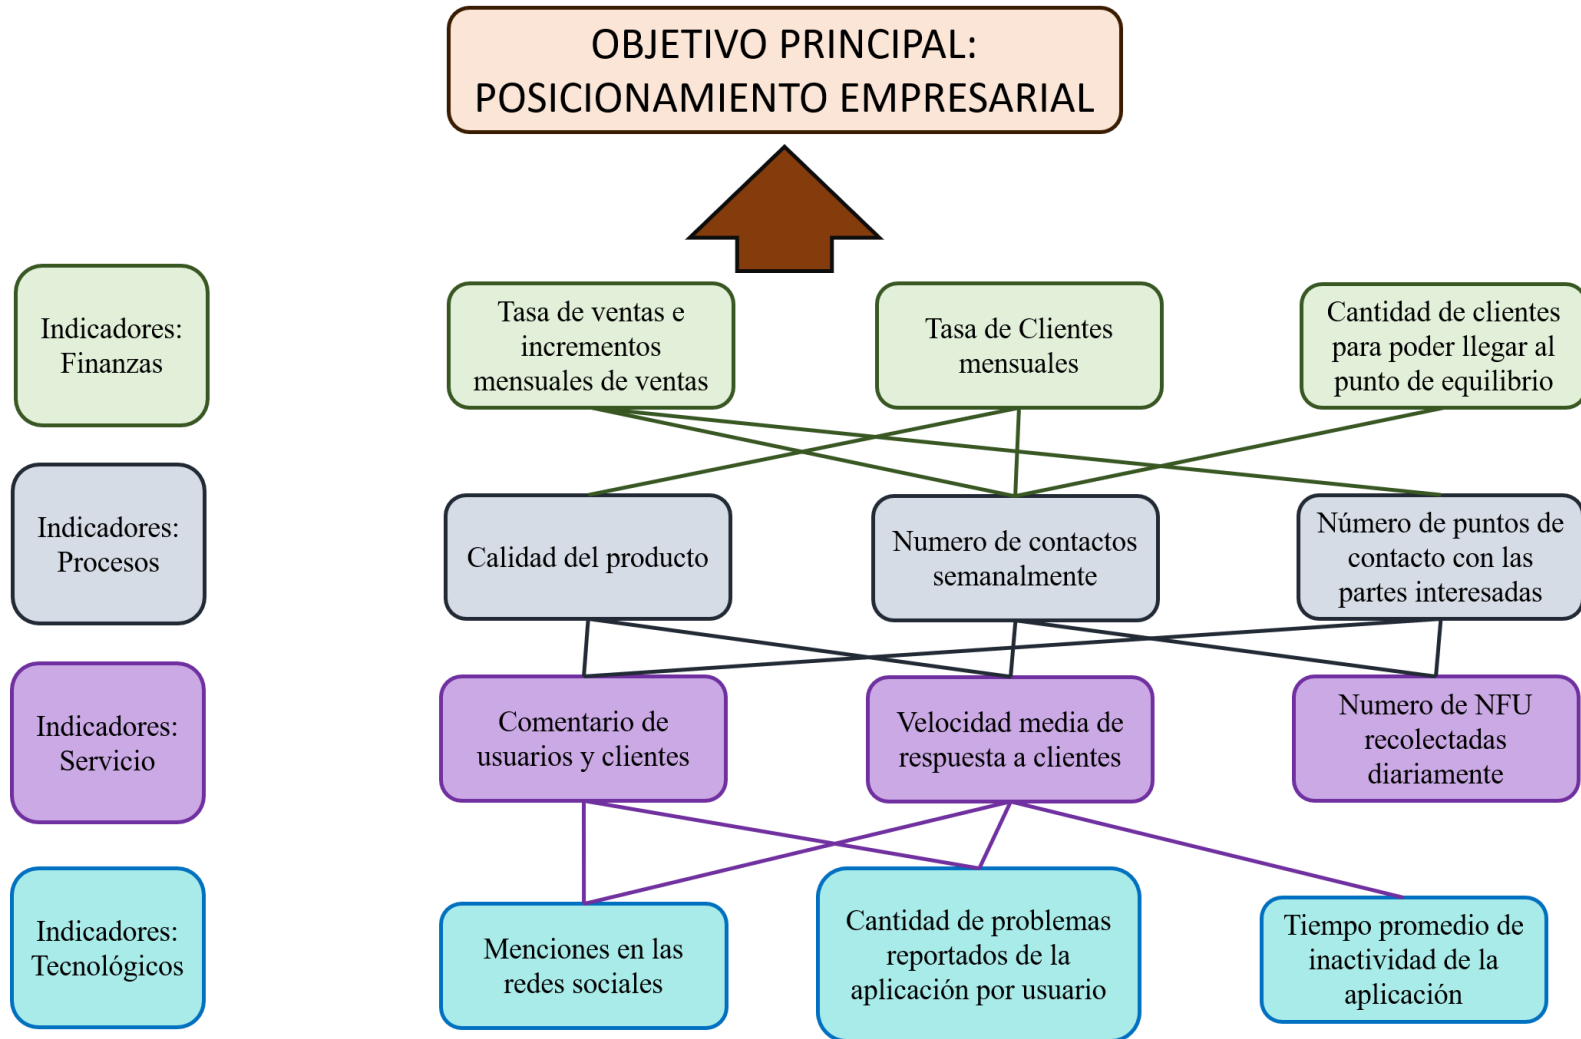 OBJETIVO PRINCIPAL:
POSICIONAMIENTO EMPRESARIAL
Indicadores:
Finanzas
Tasa de ventas e
incrementos
mensuales de ventas
Tasa de Clientes
mensuales
Cantidad de clientes
para poder llegar al
punto de equilibrio
Indicadores:
Procesos
Calidad del producto
Numero de contactos
semanalmente
Número de puntos de
contacto con las
partes interesadas
Indicadores:
Servicio
Comentario de
usuarios y clientes
Velocidad media de
respuesta a clientes
Numero de NFU
recolectadas
diariamente
Indicadores:
Tecnológicos
Menciones en las
redes sociales
Cantidad de problemas
reportados de la
aplicación por usuario
Tiempo promedio de
inactividad de la
aplicación